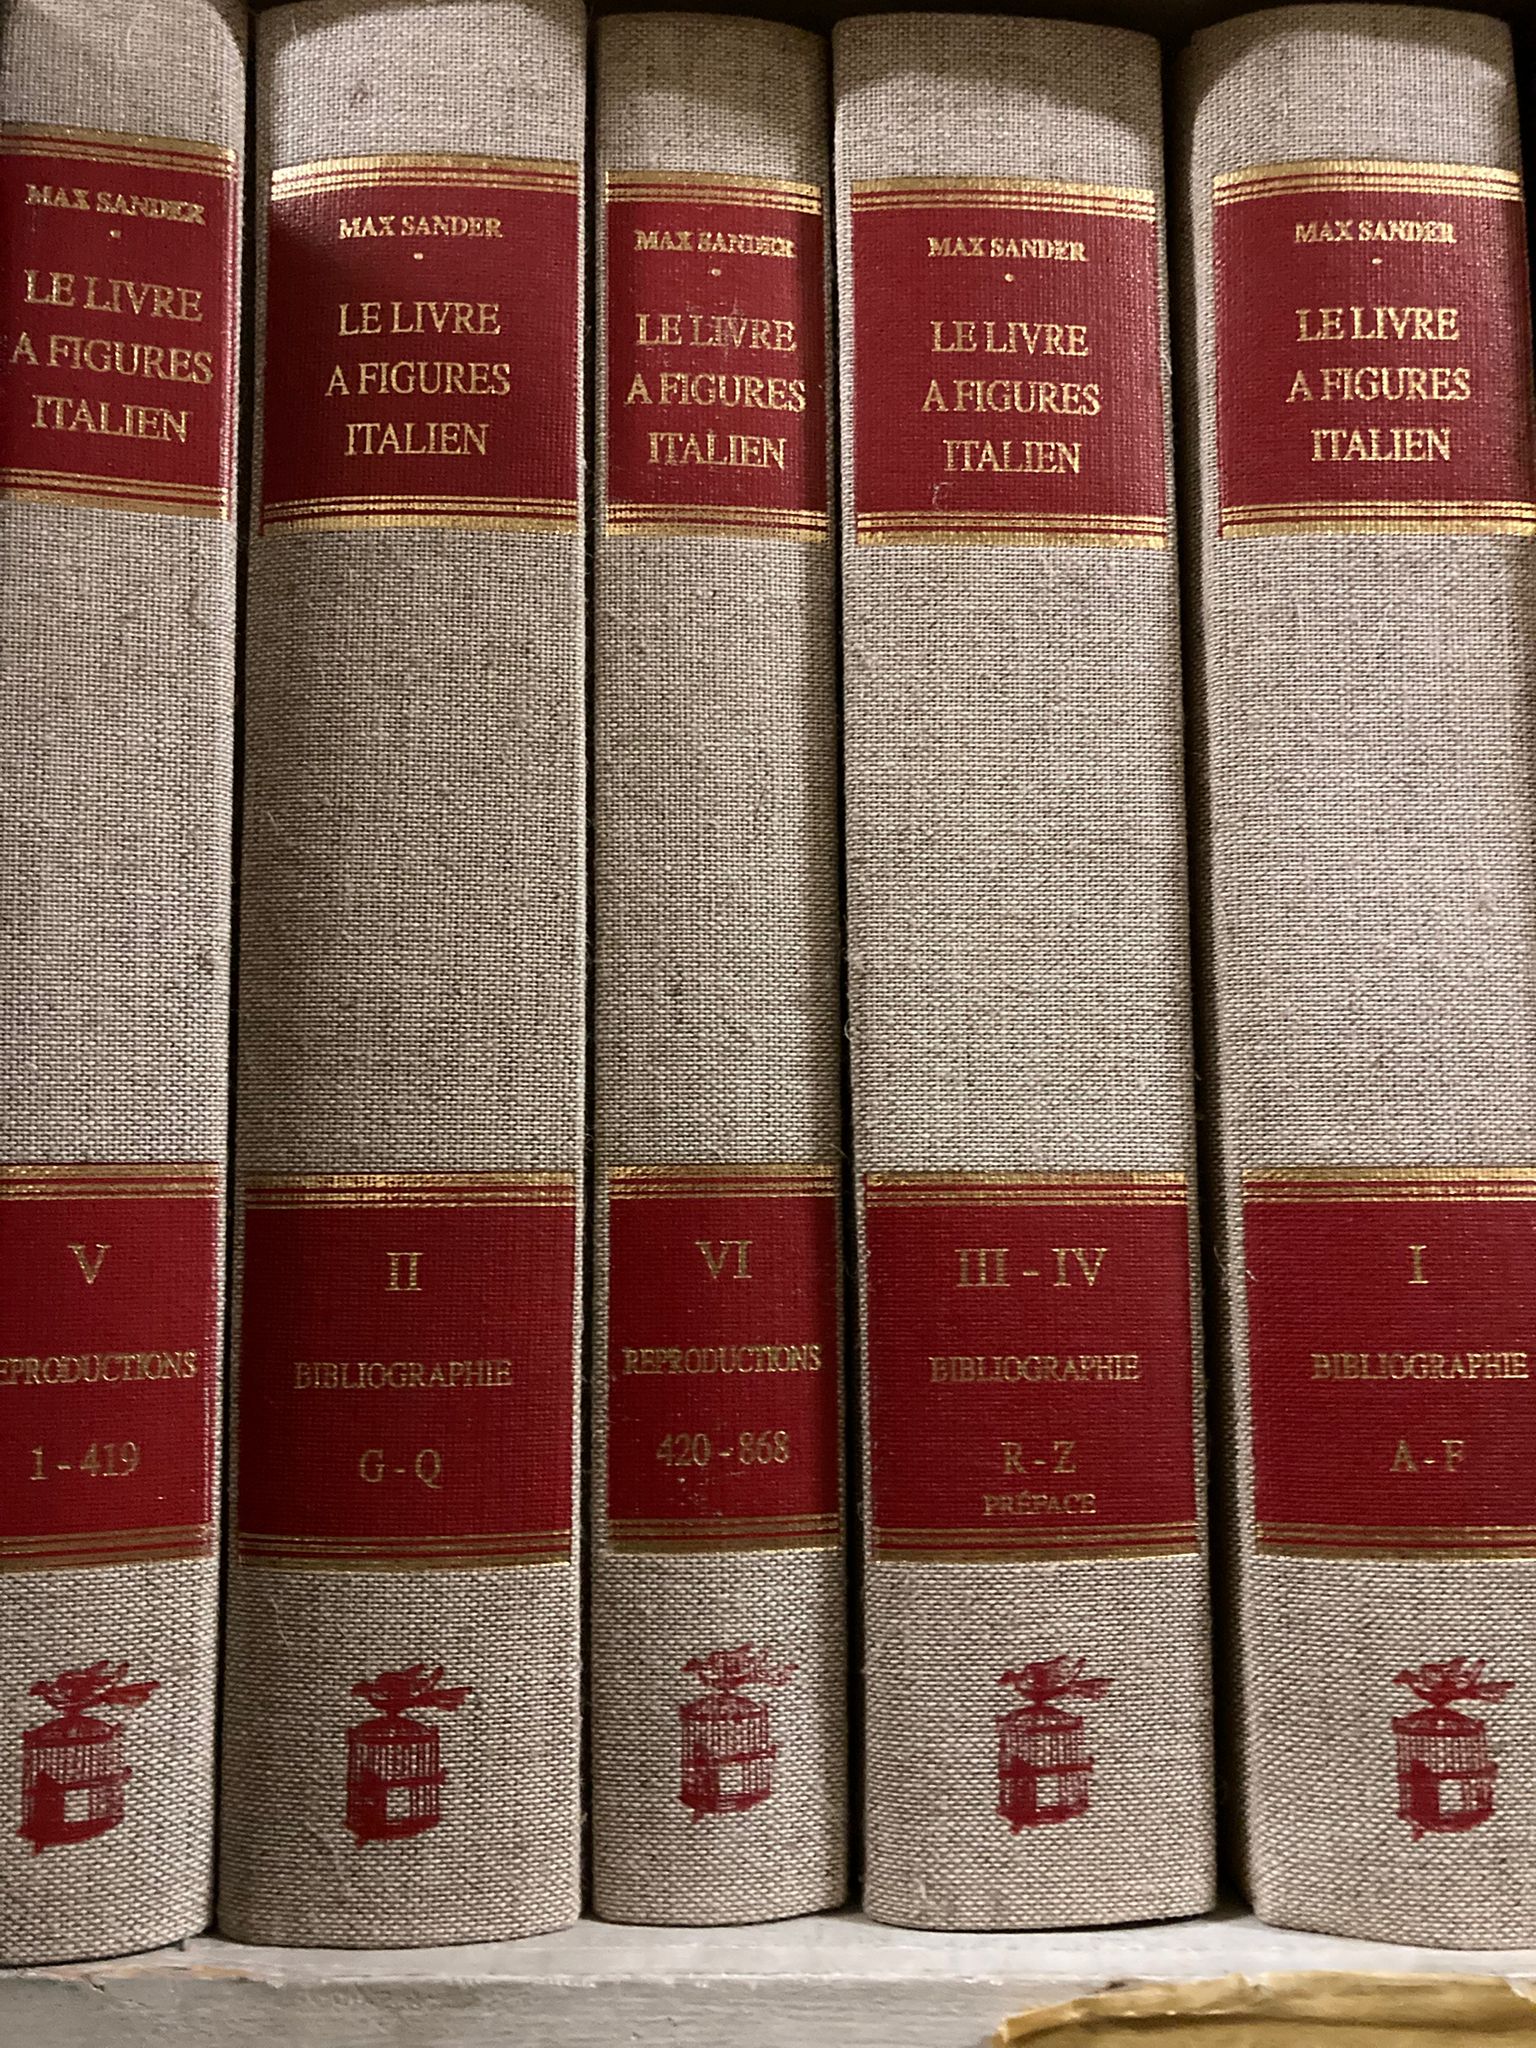 MAX SANDER
LE LIVRE
A FIGURES
ITALIEN
V
EPRODUCTIONS
1 - 419
MAX SANDER
LE LIVRE
A FIGURES
ITALIEN
II
BIBLIOGRAPHIE
G - Q
MAX SANDER
LE LIVRE
A FIGURES
ITALIEN
VI
REPRODUCTIONS
420 - 868
MAX SANDER
LE LIVRE
A FIGURES
ITALIEN
III - IV
BIBLIOGRAPHIE
R - Z
PRÉFACE
MAX SANDER
LE LIVRE
A FIGURES
ITALIEN
I
BIBLIOGRAPHIE
A - F